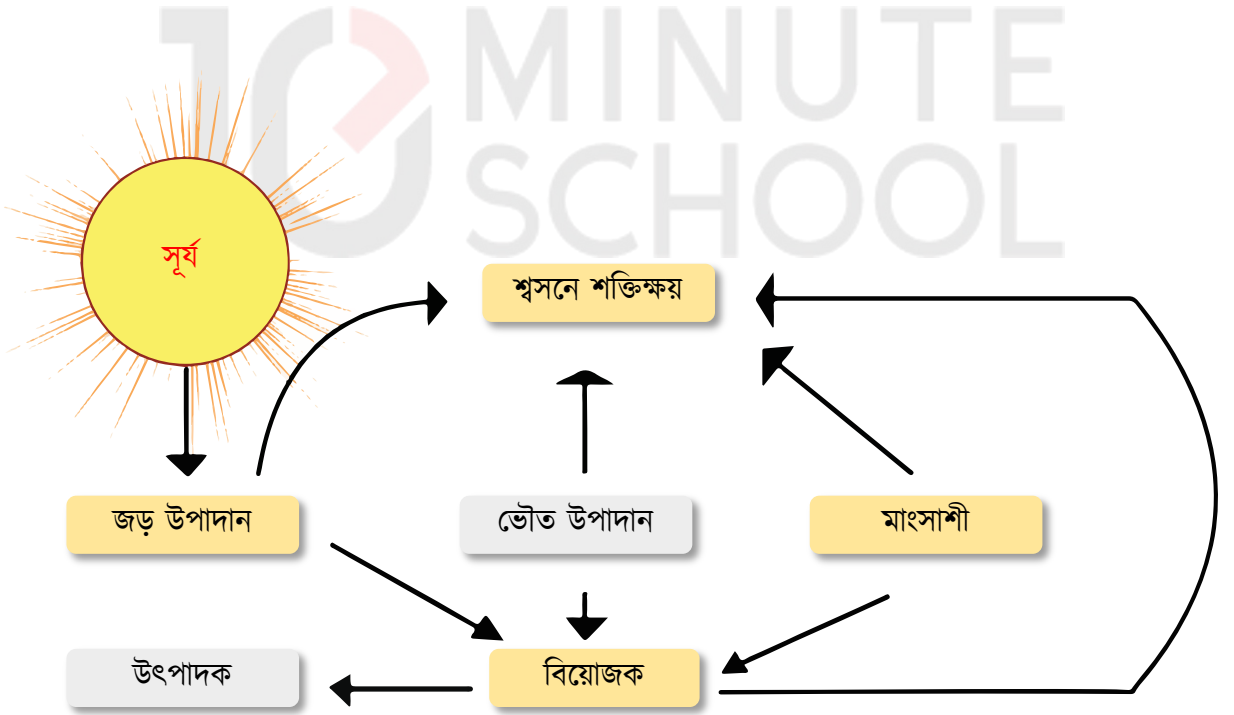 10 MINUTE
SCHOOL
সূর্য
শ্বসনে শক্তিক্ষয়
জড় উপাদান
ভৌত উপাদান
মাংসাশী
উৎপাদক
বিয়োজক